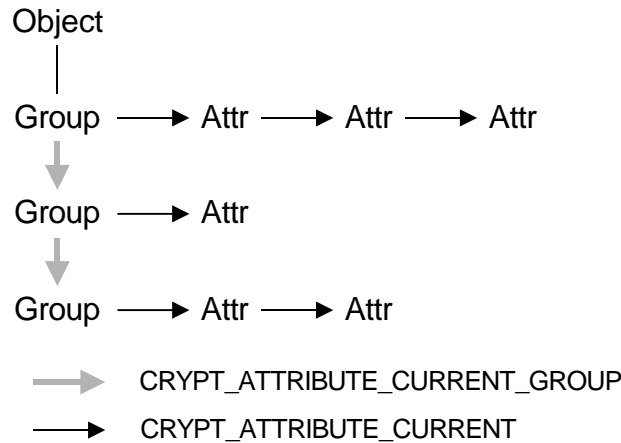 Object
Group Attr Attr Attr
Group Attr
Group Attr Attr
CRYPT_ATTRIBUTE_CURRENT_GROUP
CRYPT_ATTRIBUTE_CURRENT